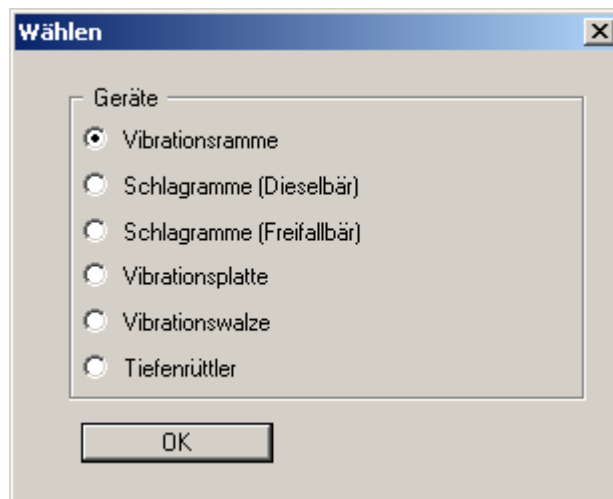 Wählen
Geräte
Vibrationsramme
Schlagramme (Dieselbär)
Schlagramme (Freifallbär)
Vibrationsplatte
Vibrationswalze
Tiefenrüttler
OK